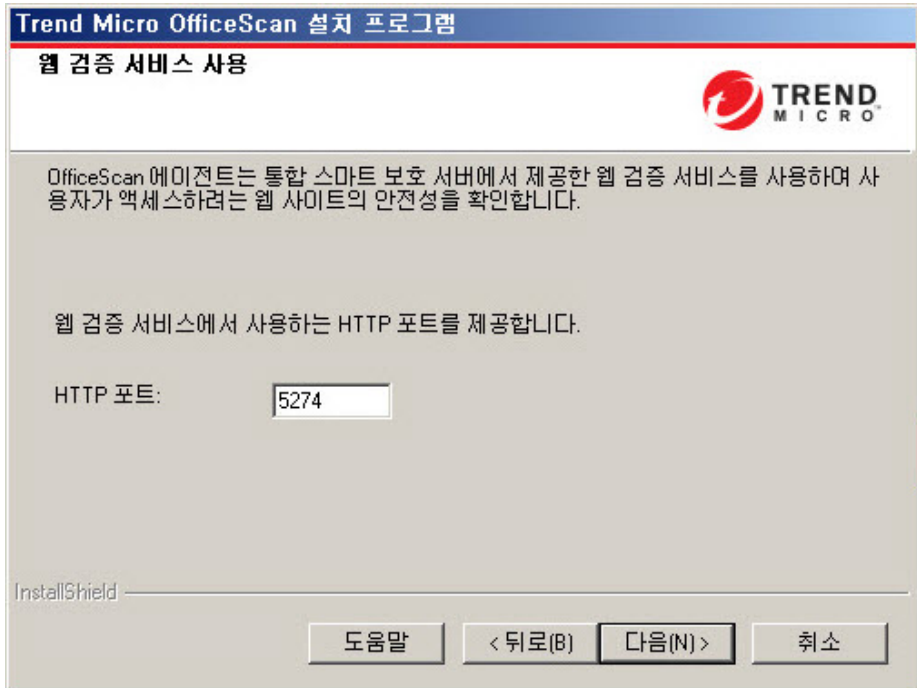 Trend Micro OfficeScan 설치 프로그램
웹 검증 서비스 사용
TREND
MICRO
OfficeScan 에이전트는 통합 스마트 보호 서버에서 제공한 웹 검증 서비스를 사용하며 사
용자가 액세스하려는 웹 사이트의 안전성을 확인합니다.
웹 검증 서비스에서 사용하는 HTTP 포트를 제공합니다.
HTTP 포트: 5274
InstallShield
도움말 < 뒤로(B) 다음(N) > 취소